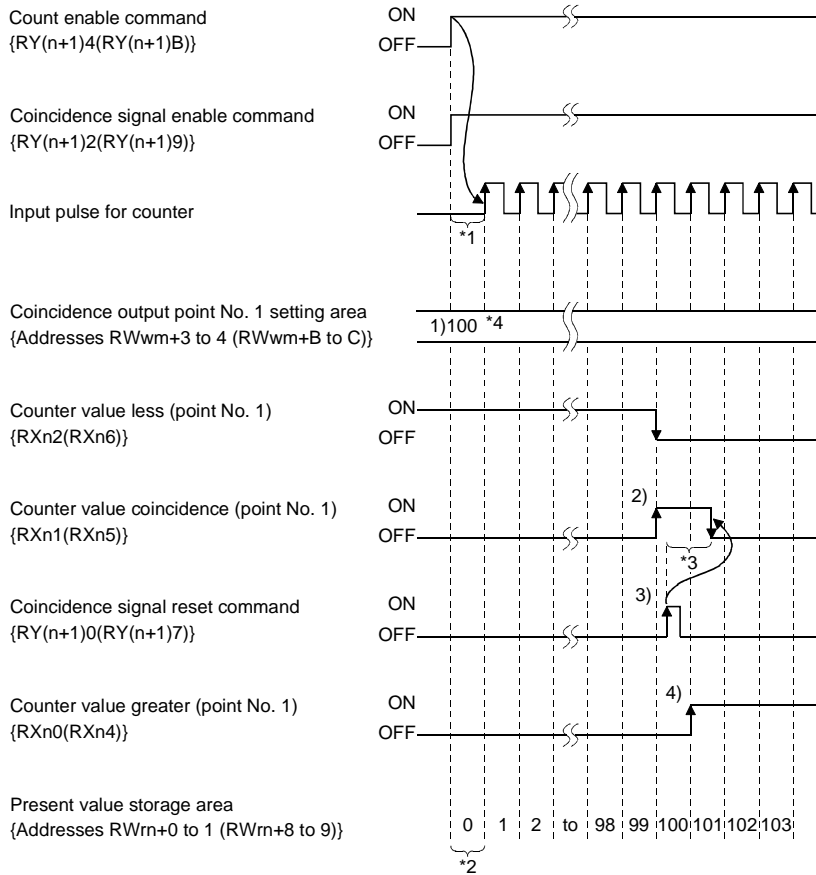 Count enable command
{RY(n+1)4(RY(n+1)B)}
ON
OFF
Coincidence signal enable command
{RY(n+1)2(RY(n+1)9)}
ON
OFF
Input pulse for counter
*1
Coincidence output point No. 1 setting area
{Addresses RWwm+3 to 4 (RWwm+B to C)}
1)100 *4
Counter value less (point No. 1)
{RXn2(RXn6)}
ON
OFF
Counter value coincidence (point No. 1)
{RXn1(RXn5)}
ON
OFF
2)
*3
Coincidence signal reset command
{RY(n+1)0(RY(n+1)7)}
ON
OFF
3)
Counter value greater (point No. 1)
{RXn0(RXn4)}
ON
OFF
4)
Present value storage area
{Addresses RWrn+0 to 1 (RWrn+8 to 9)}
0 1 2 to 98 99 100 101 102 103
*2